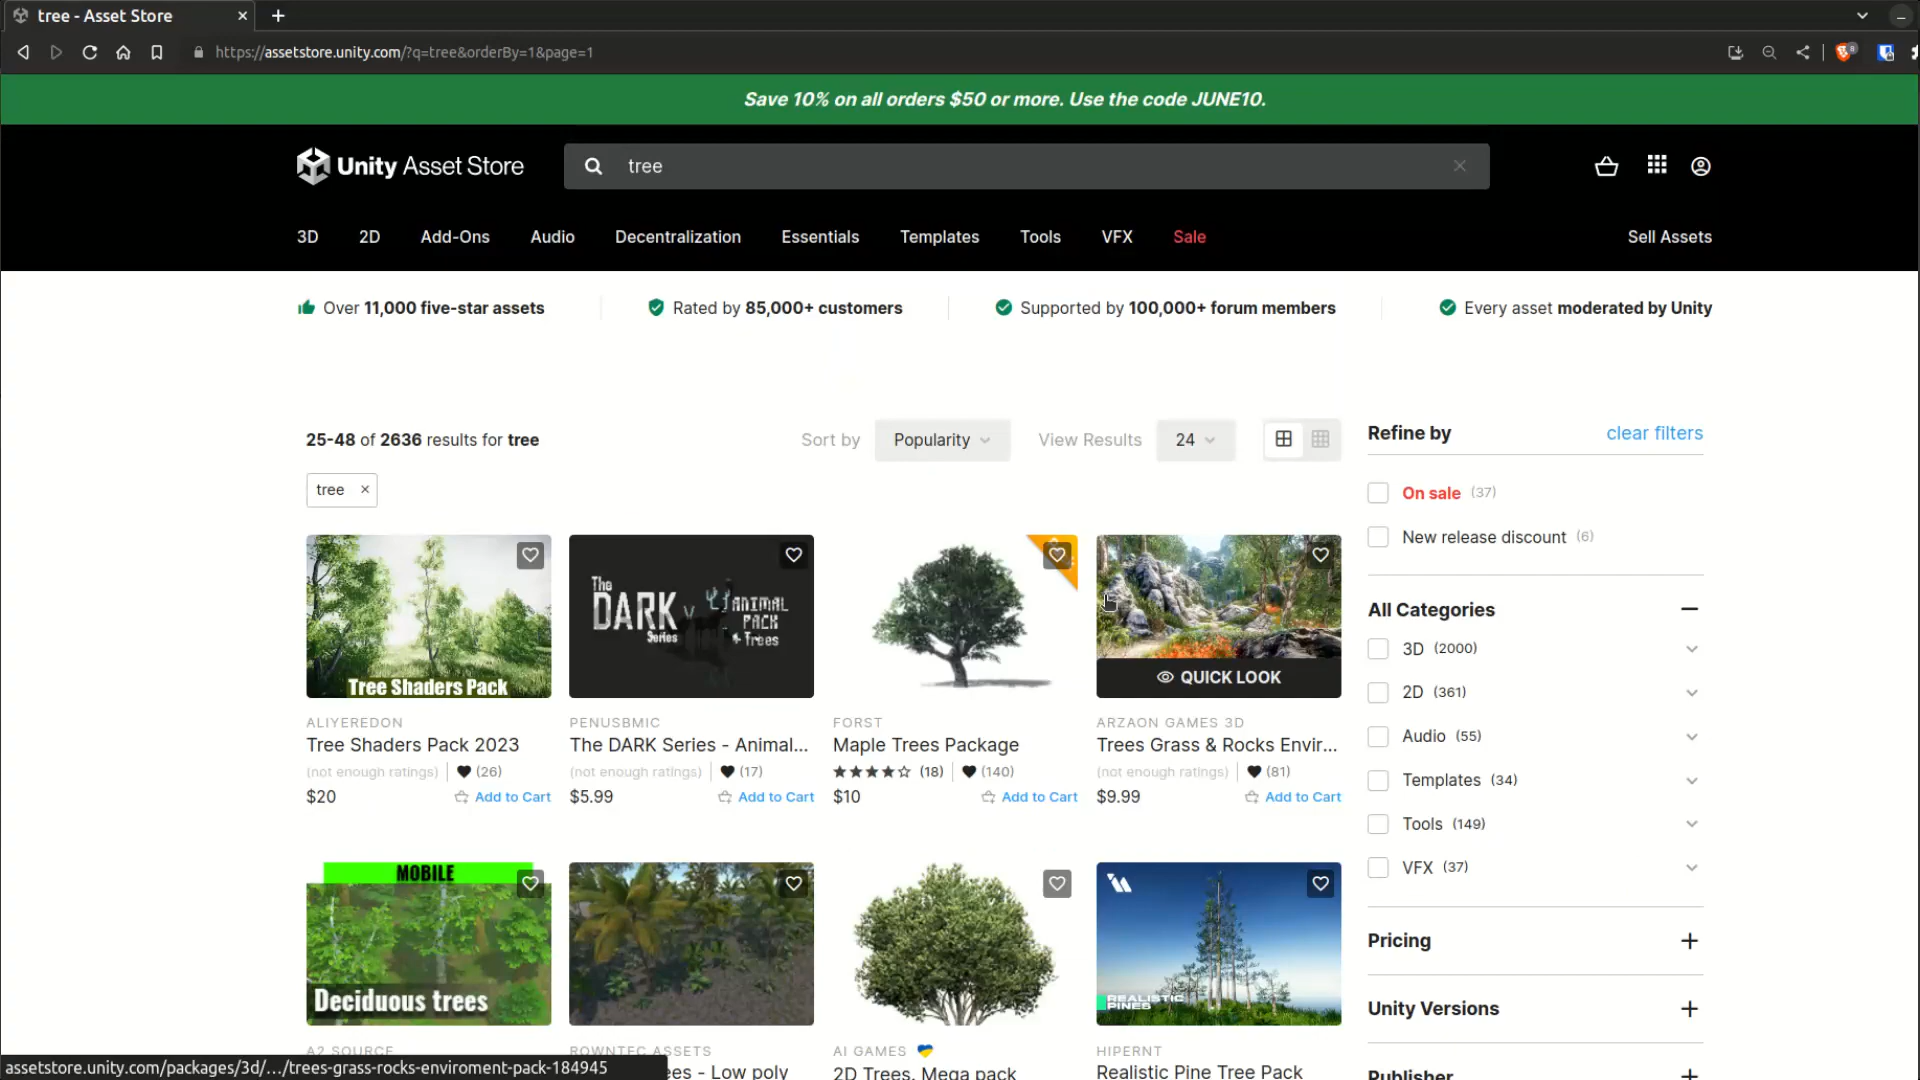 tree - Asset Store
https://assetstore.unity.com/?q=tree&orderBy=1&page=1
8
Save 10% on all orders $50 or more. Use the code JUNE10.
Unity Asset Store
tree
3D 2D Add-Ons Audio Decentralization Essentials Templates Tools VFX Sale Sell Assets
Over 11,000 five-star assets
Rated by 85,000+ customers
Supported by 100,000+ forum members
Every asset moderated by Unity
25-48 of 2636 results for tree
Sort by Popularity View Results 24
tree ×
Tree Shaders Pack
ALIYEREDON
Tree Shaders Pack 2023
(not enough ratings) (26)
$20 Add to Cart
The
DARK
Series
V
ANIMAL
PACK
+ Trees
PENUSBMIC
The DARK Series - Animal...
(not enough ratings) (17)
$5.99 Add to Cart
FORST
Maple Trees Package
(18) (140)
$10 Add to Cart
QUICK LOOK
ARZAON GAMES 3D
Trees Grass & Rocks Envir...
(not enough ratings) (81)
$9.99 Add to Cart
MOBILE
Deciduous trees
A2 SOURCE
ROWNTEC ASSETS
ees - Low poly
AI GAMES
2D Trees. Mega pack
REALISTIC
PINES
HIPERNT
Realistic Pine Tree Pack
Refine by clear filters
On sale (37)
New release discount (6)
All Categories
3D (2000)
2D (361)
Audio (55)
Templates (34)
Tools (149)
VFX (37)
Pricing
Unity Versions
Publisher
assetstore.unity.com/packages/3d/.../trees-grass-rocks-enviroment-pack-184945